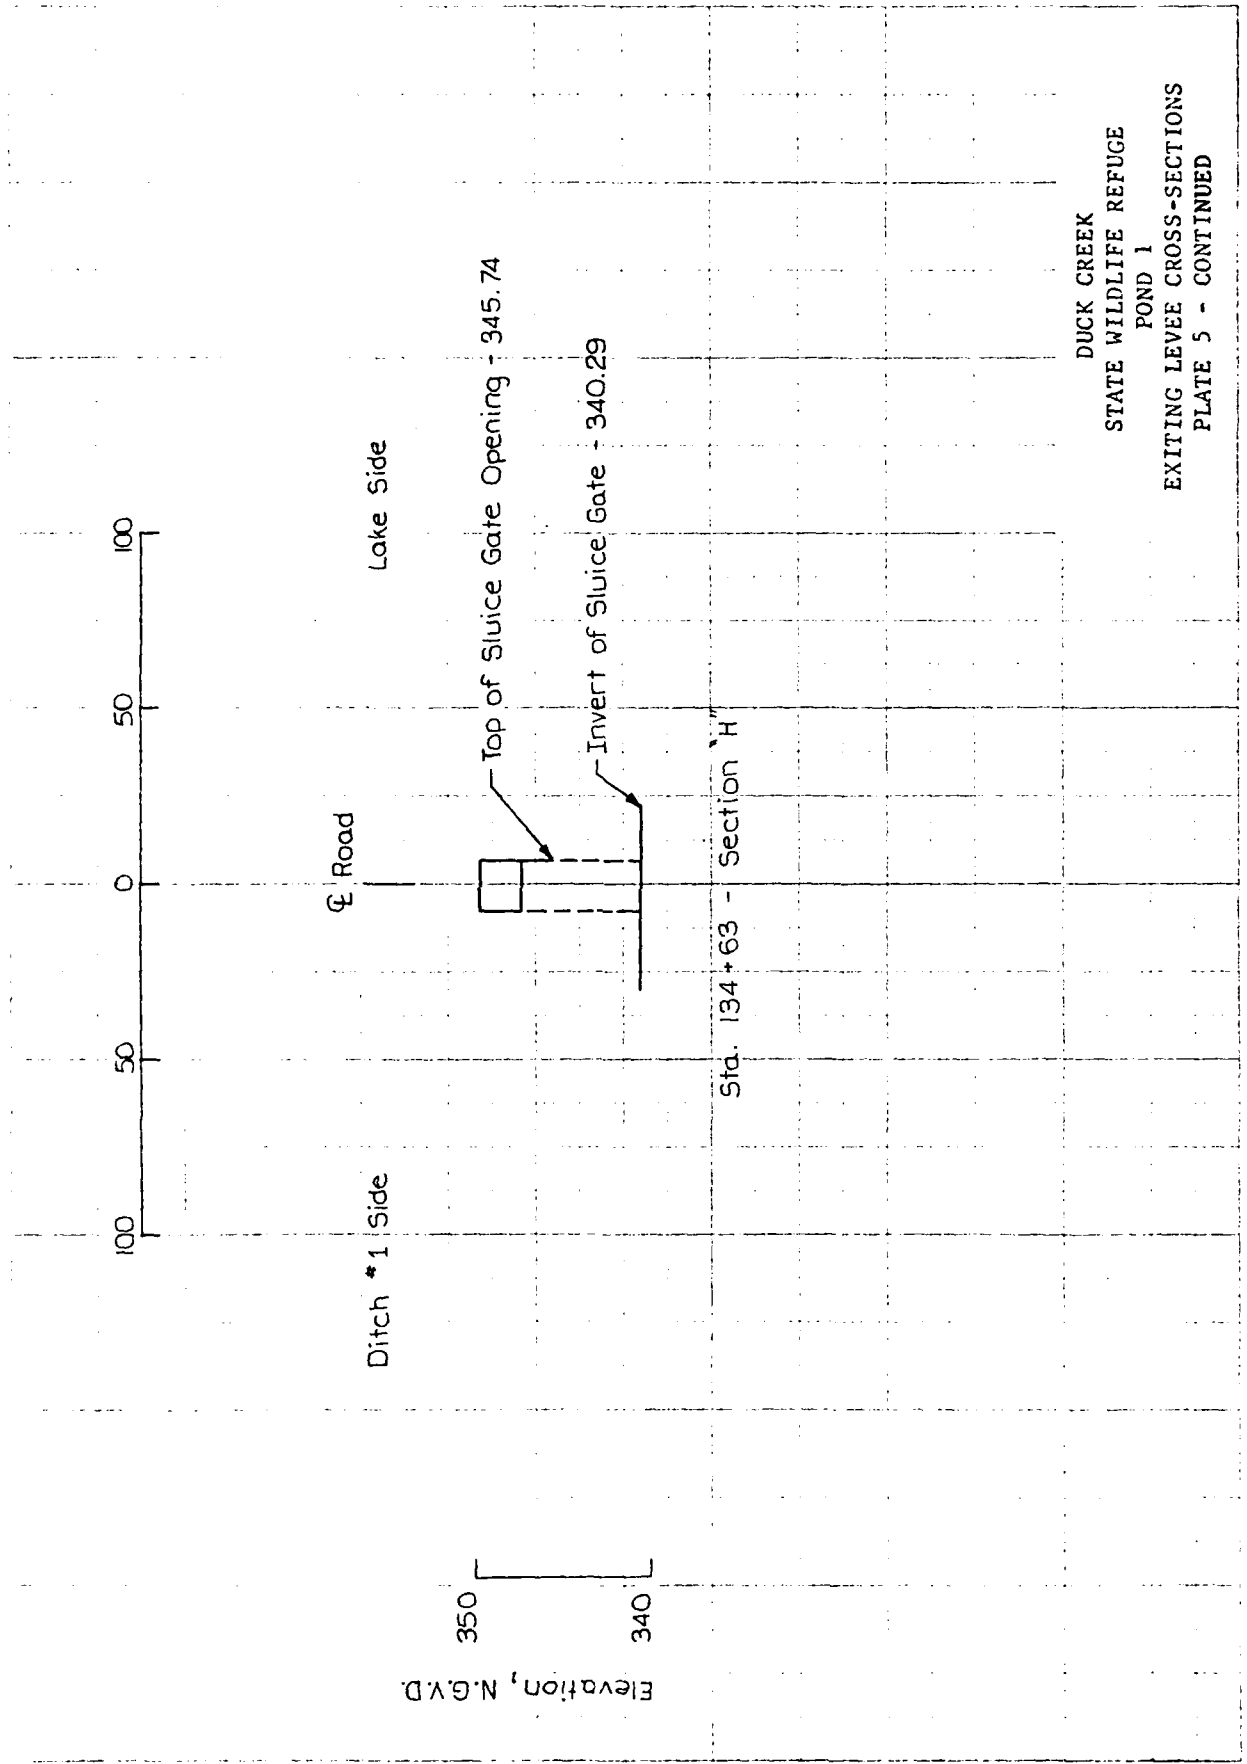 100 50 0 50 100
℄ Road
Ditch #1 Side
Lake Side
Top of Sluice Gate Opening - 345.74
Invert of Sluice Gate - 340.29
Sta. 134+63 - Section "H"
350
340
Elevation, N.G.V.D.
DUCK CREEK
STATE WILDLIFE REFUGE
POND 1
EXITING LEVEE CROSS-SECTIONS
PLATE 5 - CONTINUED